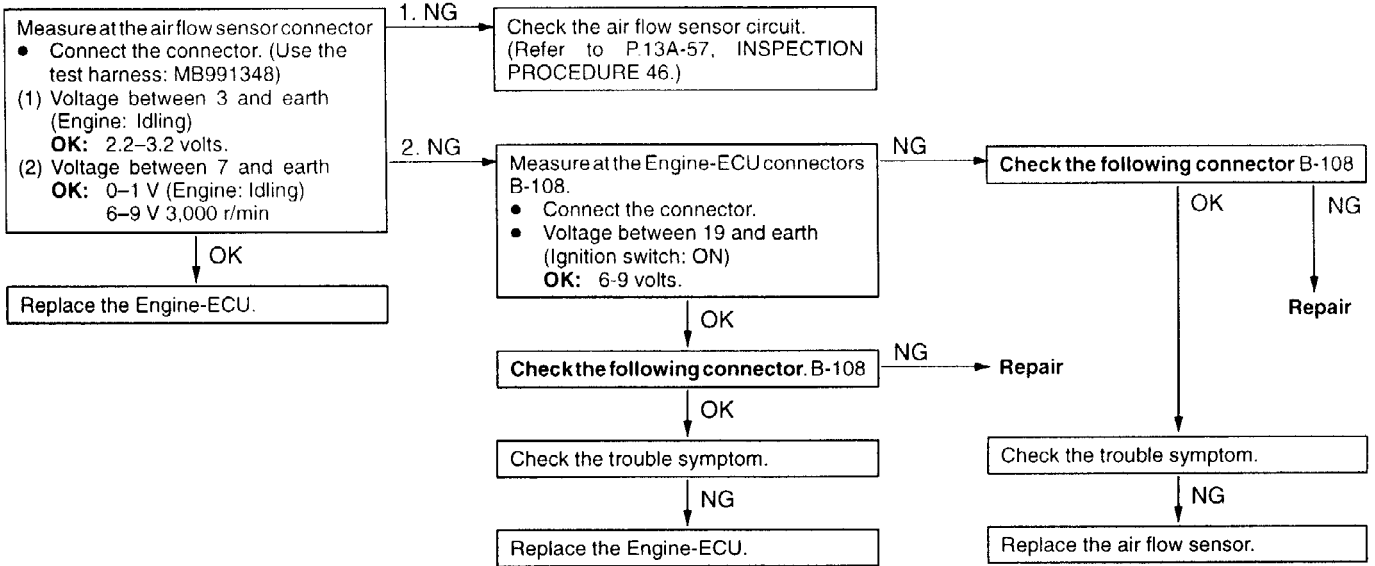 Measure at the air flow sensor connector
● Connect the connector. (Use the
test harness: MB991348)
(1) Voltage between 3 and earth
(Engine: Idling)
OK: 2.2–3.2 volts.
(2) Voltage between 7 and earth
OK: 0–1 V (Engine: Idling)
6–9 V 3,000 r/min
1. NG
Check the air flow sensor circuit.
(Refer to P.13A-57, INSPECTION
PROCEDURE 46.)
2. NG
OK
Replace the Engine-ECU.
Measure at the Engine-ECU connectors
B-108.
● Connect the connector.
● Voltage between 19 and earth
(Ignition switch: ON)
OK: 6-9 volts.
NG
Check the following connector B-108
OK
NG
Repair
OK
Check the following connector. B-108
NG
Repair
OK
Check the trouble symptom.
NG
Replace the Engine-ECU.
Check the trouble symptom.
NG
Replace the air flow sensor.